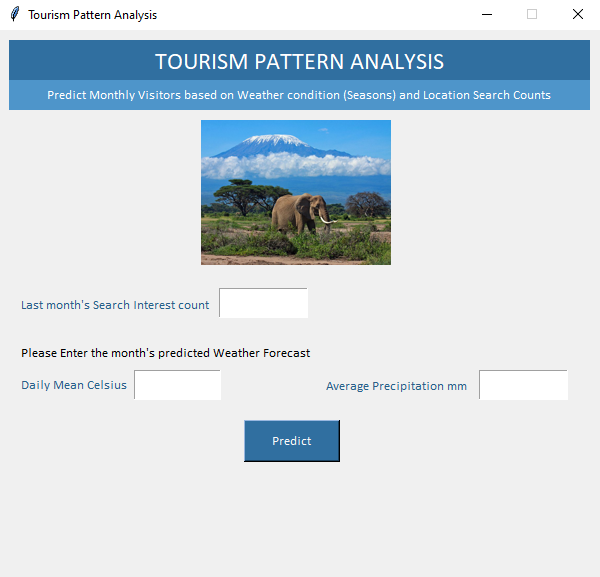 Tourism Pattern Analysis
TOURISM PATTERN ANALYSIS
Predict Monthly Visitors based on Weather condition (Seasons) and Location Search Counts
Last month's Search Interest count
Please Enter the month's predicted Weather Forecast
Daily Mean Celsius
Average Precipitation mm
Predict